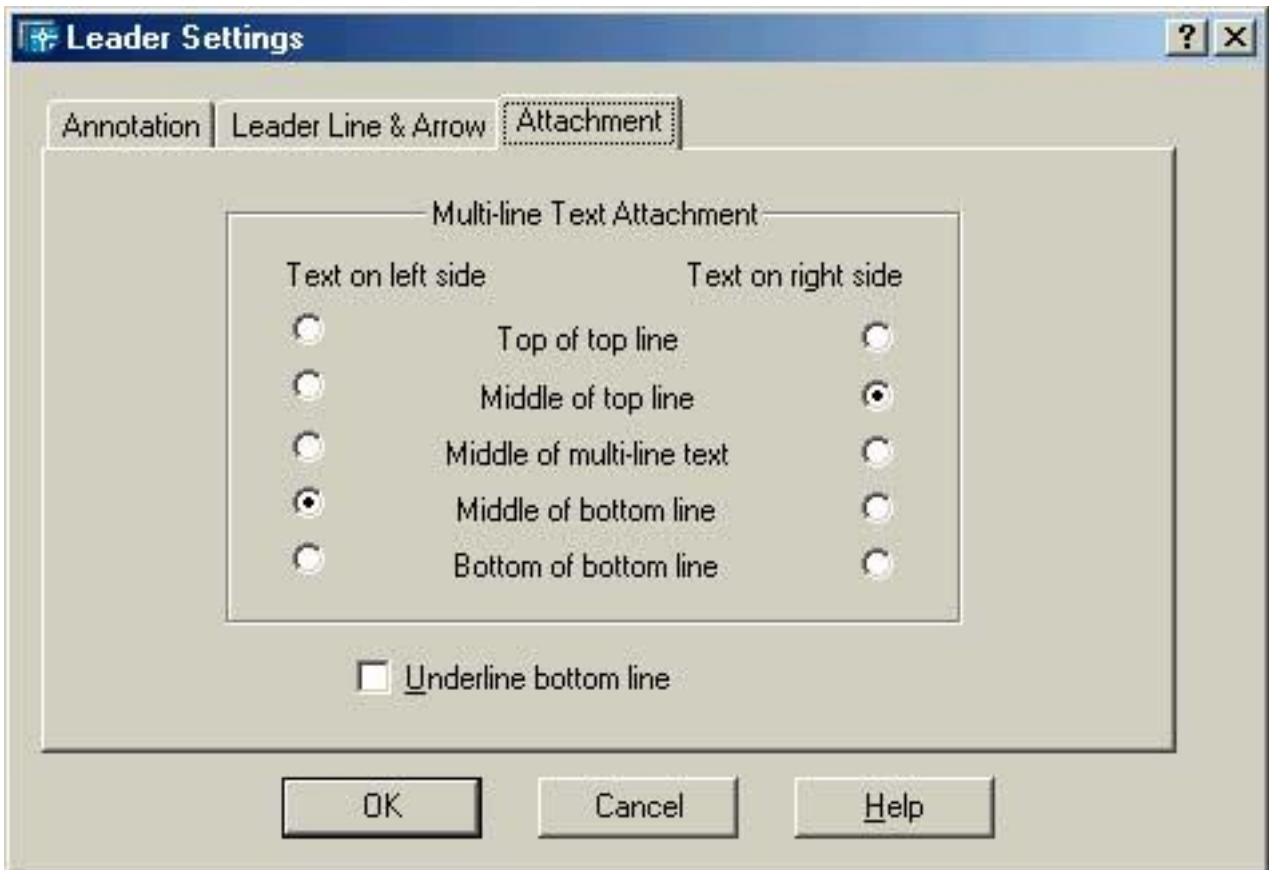 Leader Settings
Annotation Leader Line & Arrow Attachment
Multi-line Text Attachment
Text on left side Text on right side
Top of top line
Middle of top line
Middle of multi-line text
Middle of bottom line
Bottom of bottom line
Underline bottom line
OK Cancel Help